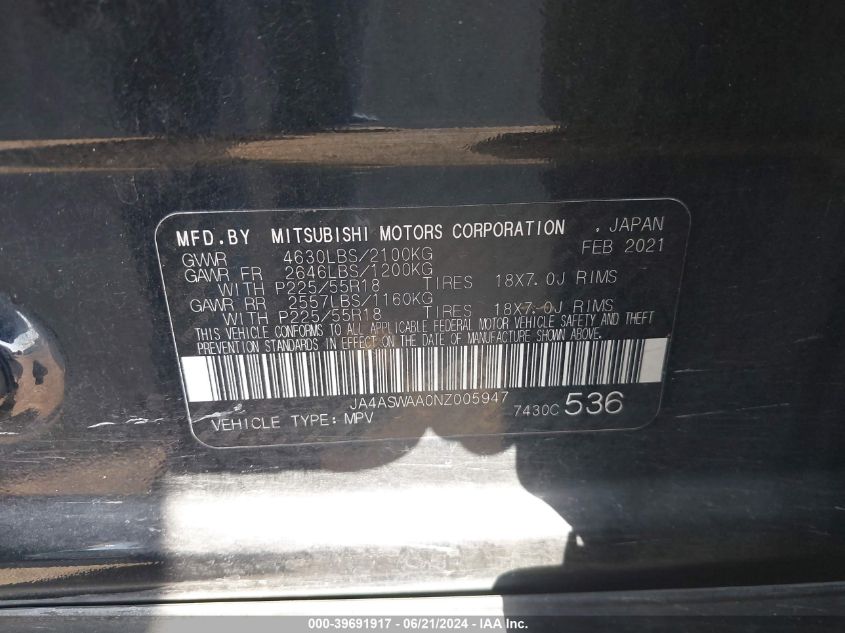 MFD.BY MITSUBISHI MOTORS CORPORATION , JAPAN
FEB 2021
GVWR 4630LBS/2100KG
GAWR FR 2646LBS/1200KG
WITH P225/55R18 TIRES 18X7.0J RIMS
GAWR RR 2557LBS/1160KG
WITH P225/55R18 TIRES 18X7.0J RIMS
THIS VEHICLE CONFORMS TO ALL APPLICABLE FEDERAL MOTOR VEHICLE SAFETY AND THEFT
PREVENTION STANDARDS IN EFFECT ON THE DATE OF MANUFACTURE SHOWN ABOVE.
JA4ASWAA0NZ005947
VEHICLE TYPE: MPV 7430C 536
000-39691917 - 06/21/2024 - IAA Inc.